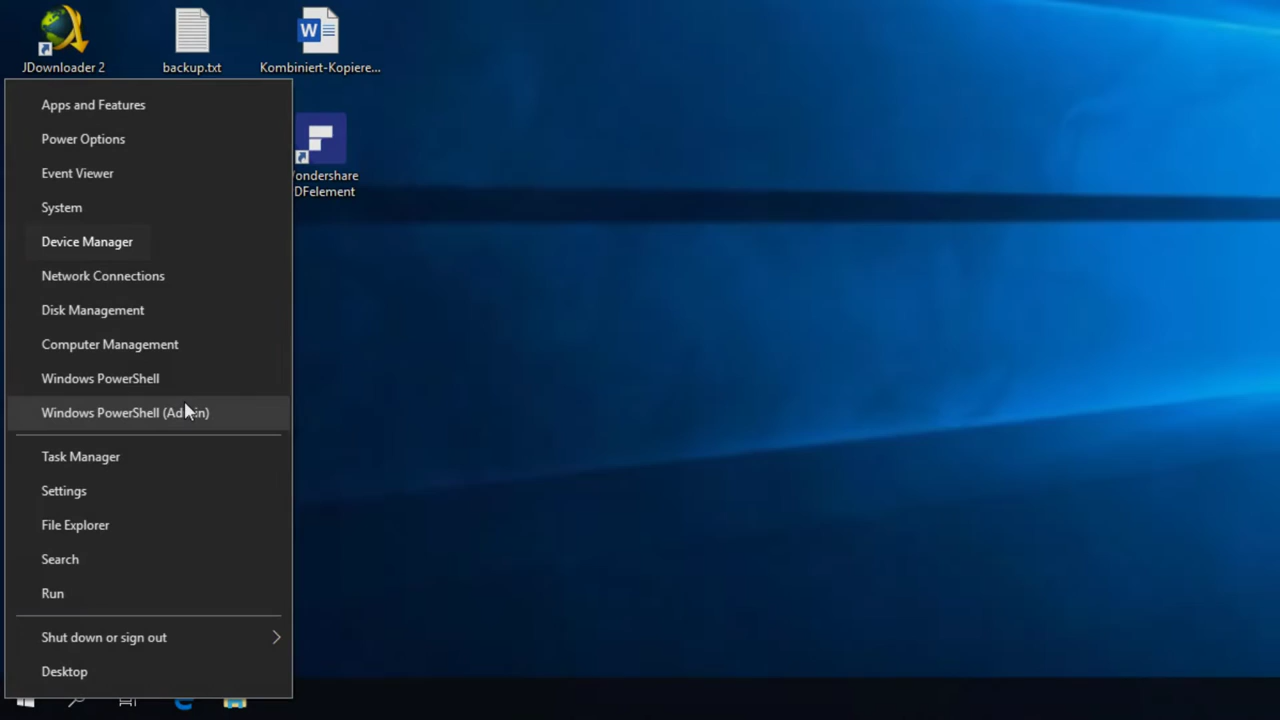 JDownloader 2
backup.txt
Kombiniert-Kopiere...
Apps and Features
Power Options
Event Viewer
System
Device Manager
Network Connections
Disk Management
Computer Management
Windows PowerShell
Windows PowerShell (Admin)
Task Manager
Settings
File Explorer
Search
Run
Shut down or sign out
Desktop
ondershare
DFelement